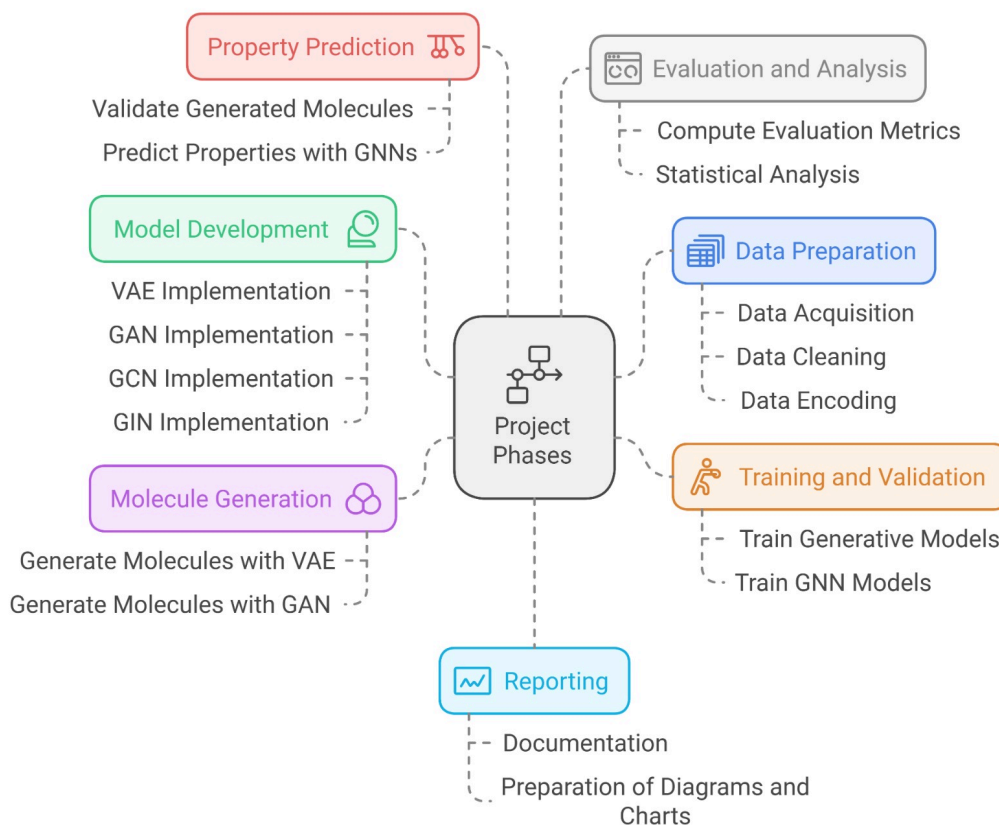 Property Prediction
Validate Generated Molecules
Predict Properties with GNNs
Evaluation and Analysis
Compute Evaluation Metrics
Statistical Analysis
Model Development
VAE Implementation
GAN Implementation
GCN Implementation
GIN Implementation
Data Preparation
Data Acquisition
Data Cleaning
Data Encoding
Project
Phases
Molecule Generation
Generate Molecules with VAE
Generate Molecules with GAN
Training and Validation
Train Generative Models
Train GNN Models
Reporting
Documentation
Preparation of Diagrams and
Charts